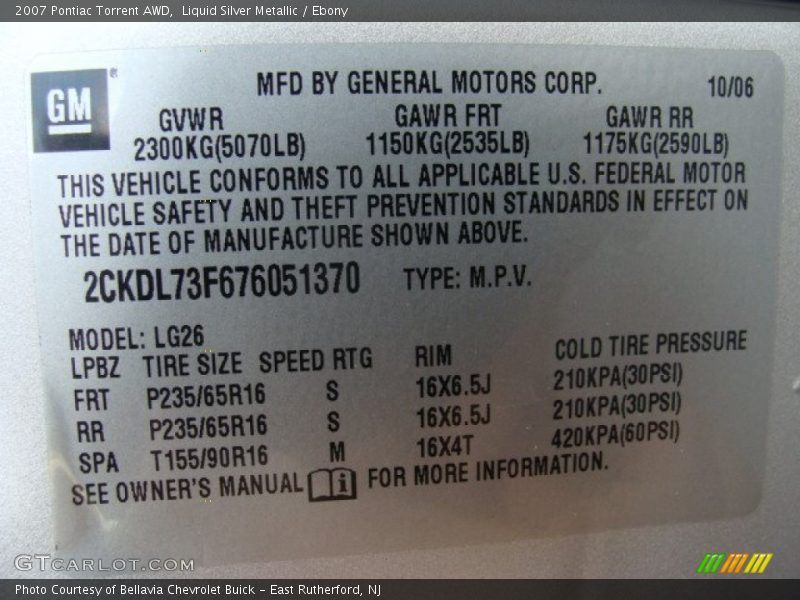 2007 Pontiac Torrent AWD,  Liquid Silver Metallic / Ebony
GM®
MFD BY GENERAL MOTORS CORP. 10/06
GVWR GAWR FRT GAWR RR
2300KG(5070LB) 1150KG(2535LB) 1175KG(2590LB)
THIS VEHICLE CONFORMS TO ALL APPLICABLE U.S. FEDERAL MOTOR
VEHICLE SAFETY AND THEFT PREVENTION STANDARDS IN EFFECT ON
THE DATE OF MANUFACTURE SHOWN ABOVE.
2CKDL73F676051370 TYPE: M.P.V.
MODEL: LG26
LPBZ TIRE SIZE SPEED RTG RIM COLD TIRE PRESSURE
FRT P235/65R16 S 16X6.5J 210KPA(30PSI)
RR P235/65R16 S 16X6.5J 210KPA(30PSI)
SPA T155/90R16 M 16X4T 420KPA(60PSI)
SEE OWNER'S MANUAL i FOR MORE INFORMATION.
GTCARLOT.COM
Photo Courtesy of Bellavia Chevrolet Buick – East Rutherford, NJ